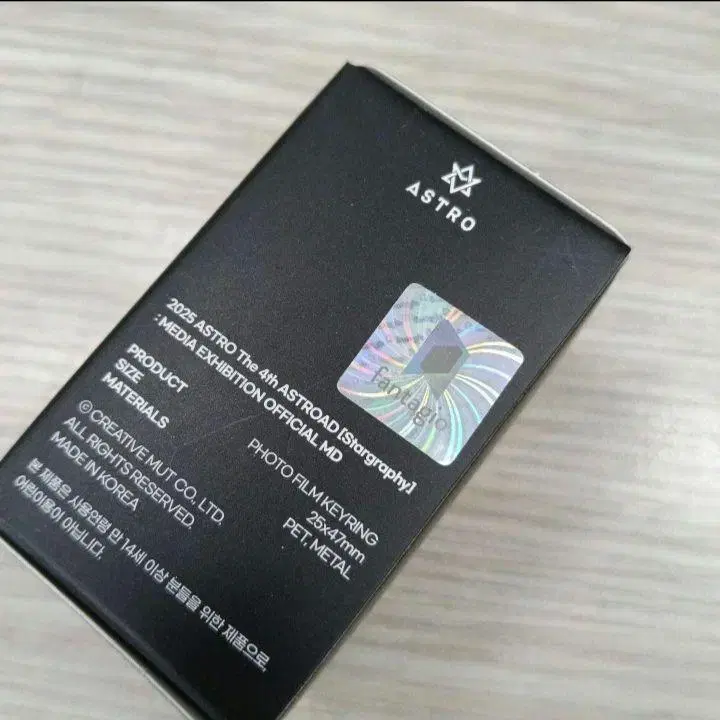 ASTRO
fantagio
2025 ASTRO The 4th ASTROAD [Stargraphy]
: MEDIA EXHIBITION OFFICIAL MD
PRODUCT PHOTO FILM KEYRING
SIZE 25x47mm
MATERIALS PET, METAL
© CREATIVE MUT CO., LTD.
ALL RIGHTS RESERVED.
MADE IN KOREA
본 제품은 사용연령 만 14세 이상 분들을 위한 제품으로,
어린이용이 아닙니다.